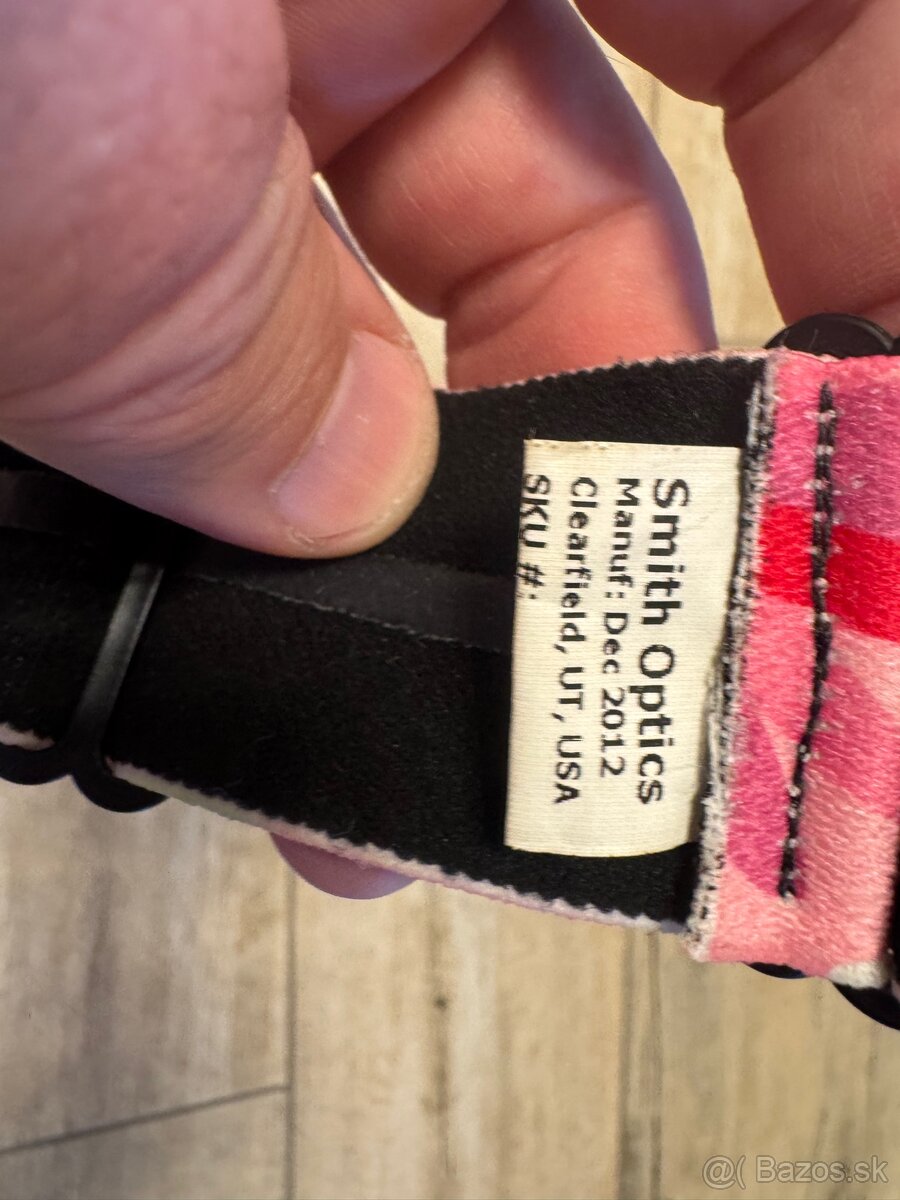 Smith Optics
Manuf: Dec 2012
Clearfield, UT, USA
SKU #:
@( Bazos.sk